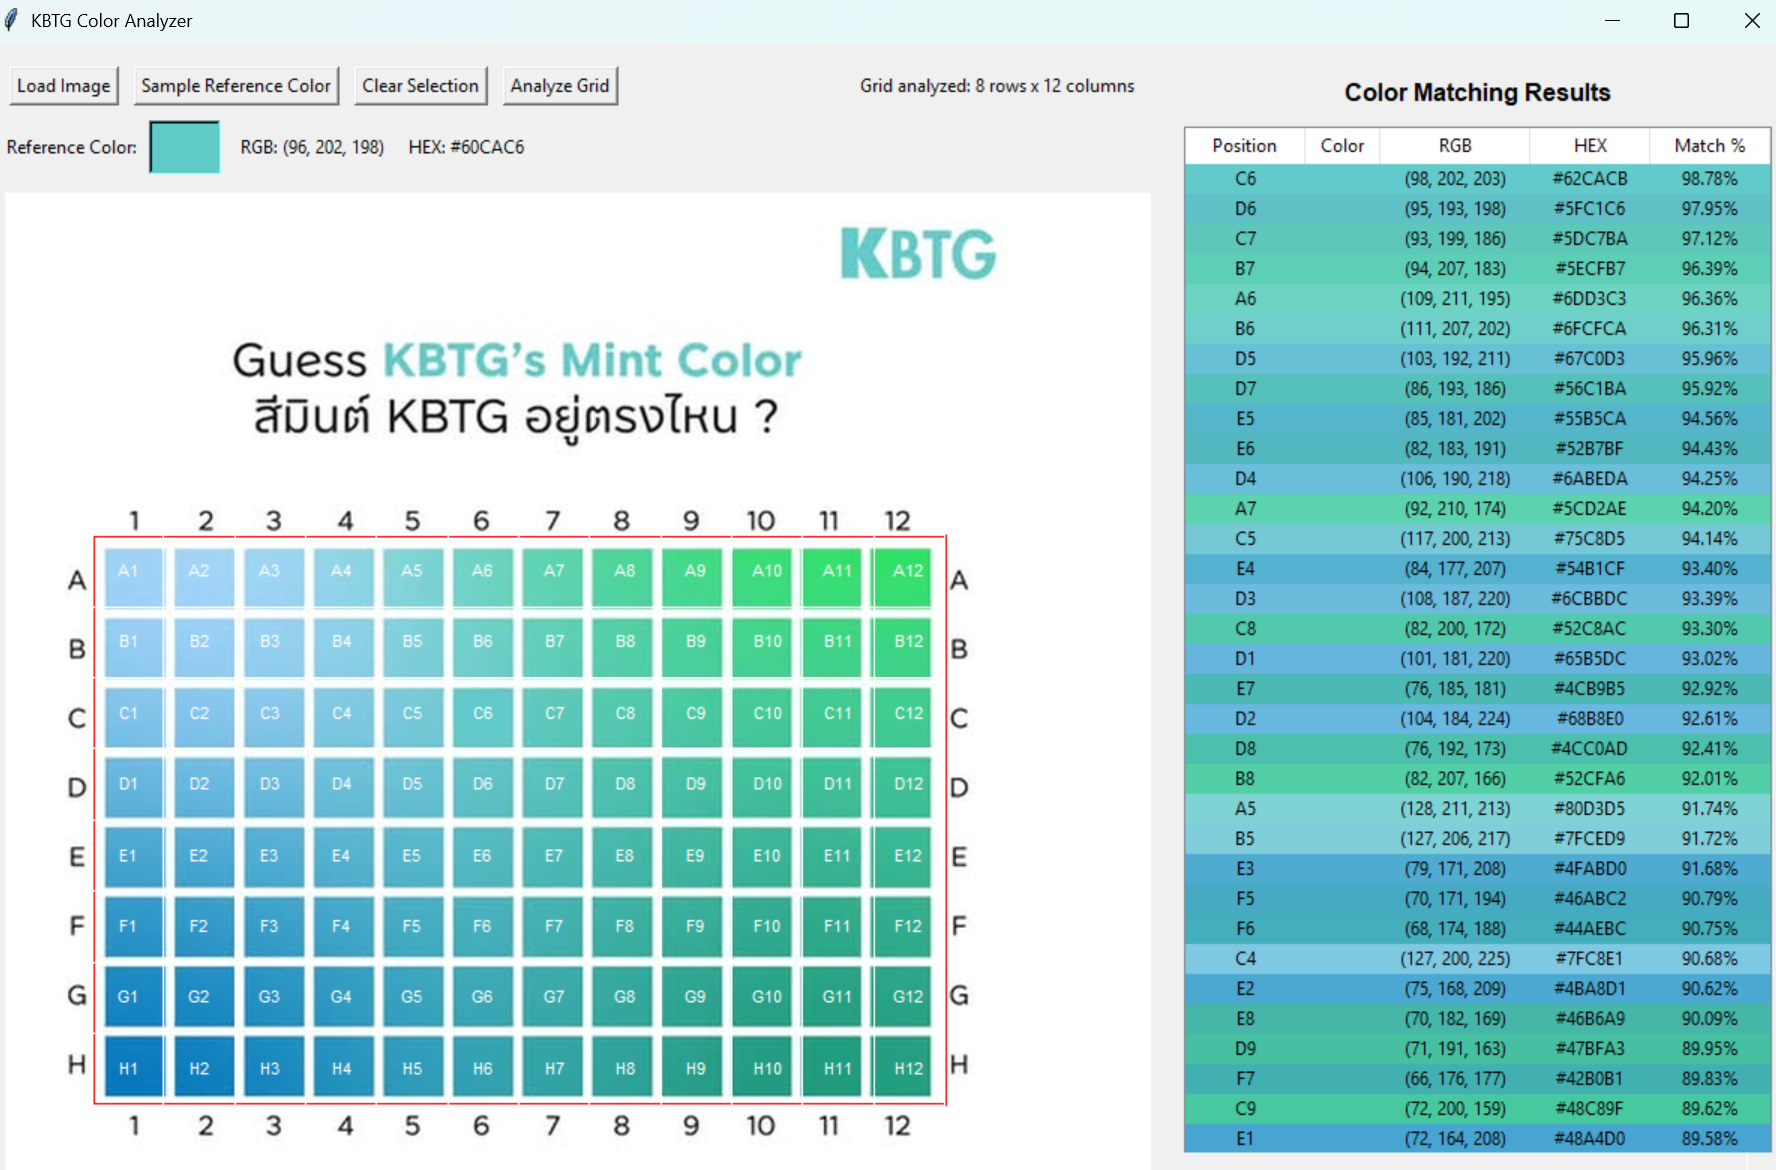 KBTG Color Analyzer
Load Image Sample Reference Color Clear Selection Analyze Grid Grid analyzed: 8 rows x 12 columns
Reference Color: RGB: (96, 202, 198) HEX: #60CAC6
KBTG
Guess KBTG's Mint Color
สีมินต์ KBTG อยู่ตรงไหน ?
1 2 3 4 5 6 7 8 9 10 11 12
A A1 A2 A3 A4 A5 A6 A7 A8 A9 A10 A11 A12 A
B B1 B2 B3 B4 B5 B6 B7 B8 B9 B10 B11 B12 B
C C1 C2 C3 C4 C5 C6 C7 C8 C9 C10 C11 C12 C
D D1 D2 D3 D4 D5 D6 D7 D8 D9 D10 D11 D12 D
E E1 E2 E3 E4 E5 E6 E7 E8 E9 E10 E11 E12 E
F F1 F2 F3 F4 F5 F6 F7 F8 F9 F10 F11 F12 F
G G1 G2 G3 G4 G5 G6 G7 G8 G9 G10 G11 G12 G
H H1 H2 H3 H4 H5 H6 H7 H8 H9 H10 H11 H12 H
1 2 3 4 5 6 7 8 9 10 11 12
Color Matching Results
Position Color RGB HEX Match %
C6 (98, 202, 203) #62CACB 98.78%
D6 (95, 193, 198) #5FC1C6 97.95%
C7 (93, 199, 186) #5DC7BA 97.12%
B7 (94, 207, 183) #5ECFB7 96.39%
A6 (109, 211, 195) #6DD3C3 96.36%
B6 (111, 207, 202) #6FCFCA 96.31%
D5 (103, 192, 211) #67C0D3 95.96%
D7 (86, 193, 186) #56C1BA 95.92%
E5 (85, 181, 202) #55B5CA 94.56%
E6 (82, 183, 191) #52B7BF 94.43%
D4 (106, 190, 218) #6ABEDA 94.25%
A7 (92, 210, 174) #5CD2AE 94.20%
C5 (117, 200, 213) #75C8D5 94.14%
E4 (84, 177, 207) #54B1CF 93.40%
D3 (108, 187, 220) #6CBBDC 93.39%
C8 (82, 200, 172) #52C8AC 93.30%
D1 (101, 181, 220) #65B5DC 93.02%
E7 (76, 185, 181) #4CB9B5 92.92%
D2 (104, 184, 224) #68B8E0 92.61%
D8 (76, 192, 173) #4CC0AD 92.41%
B8 (82, 207, 166) #52CFA6 92.01%
A5 (128, 211, 213) #80D3D5 91.74%
B5 (127, 206, 217) #7FCED9 91.72%
E3 (79, 171, 208) #4FABD0 91.68%
F5 (70, 171, 194) #46ABC2 90.79%
F6 (68, 174, 188) #44AEBC 90.75%
C4 (127, 200, 225) #7FC8E1 90.68%
E2 (75, 168, 209) #4BA8D1 90.62%
E8 (70, 182, 169) #46B6A9 90.09%
D9 (71, 191, 163) #47BFA3 89.95%
F7 (66, 176, 177) #42B0B1 89.83%
C9 (72, 200, 159) #48C89F 89.62%
E1 (72, 164, 208) #48A4D0 89.58%